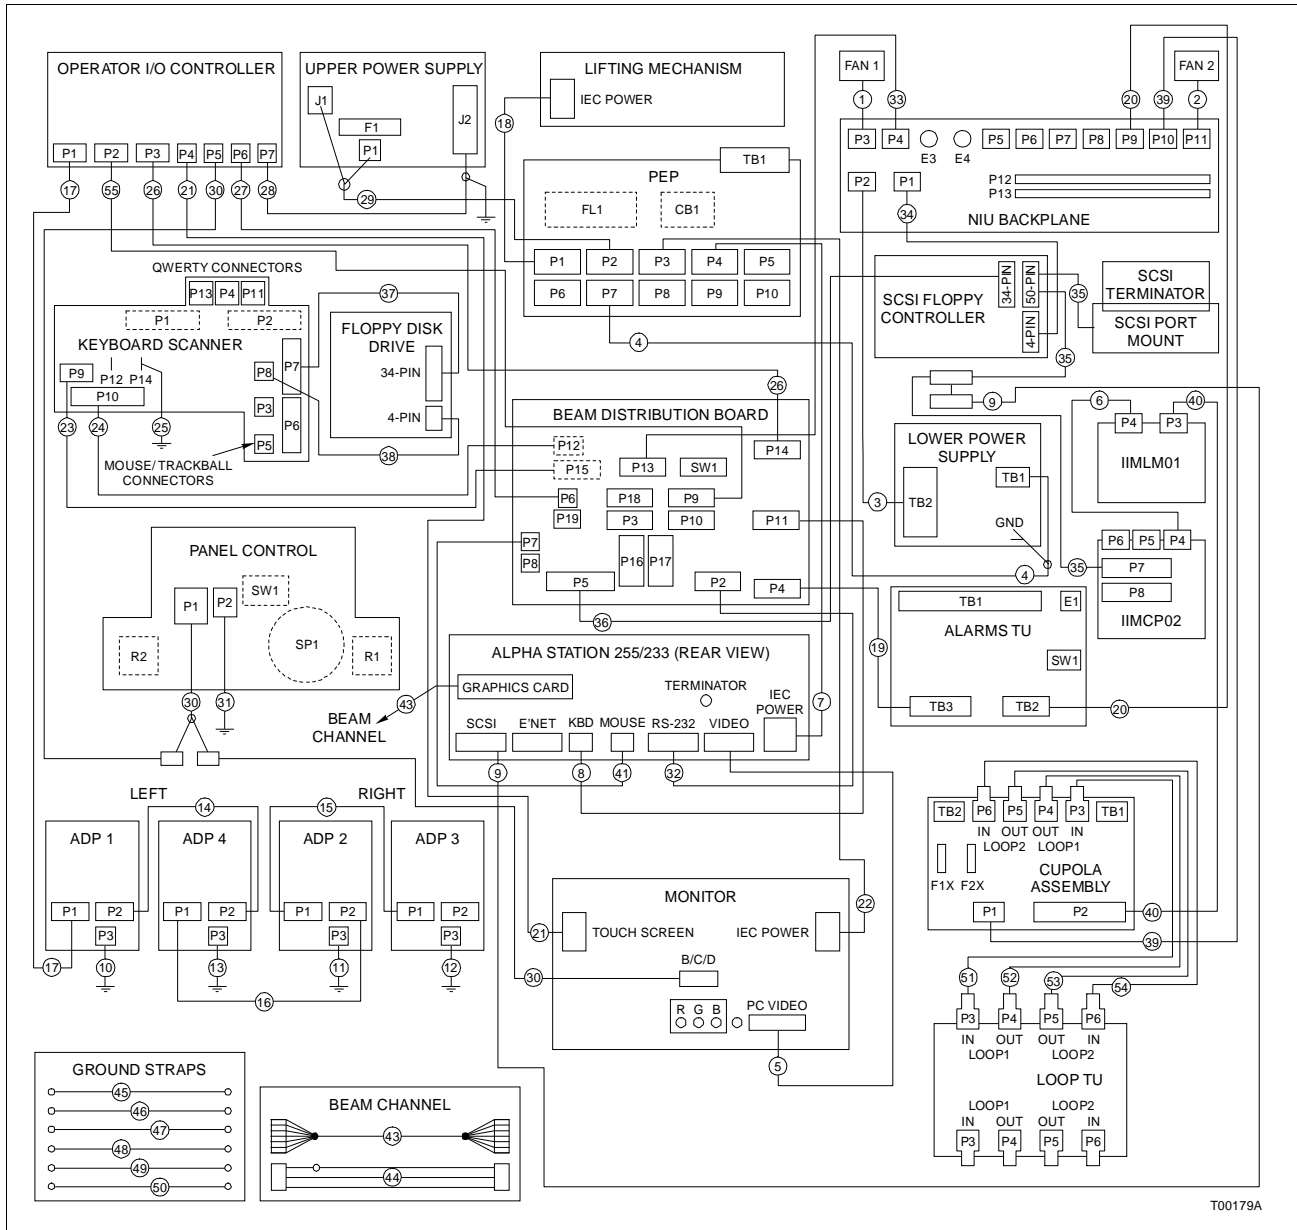 OPERATOR I/O CONTROLLER
P1 P2 P3 P4 P5 P6 P7
17 55 26 21 30 27 28
UPPER POWER SUPPLY
J1
F1
P1
J2
29
LIFTING MECHANISM
IEC POWER
18
PEP
TB1
FL1
CB1
P1 P2 P3 P4 P5
P6 P7 P8 P9 P10
4
FAN 1
FAN 2
1 33 20 39 2
P3 P4
E3 E4
P5 P6 P7 P8 P9 P10 P11
P2 P1
P12
P13
34
NIU BACKPLANE
SCSI FLOPPY
CONTROLLER
34-PIN
50-PIN
4-PIN
35
35
SCSI
TERMINATOR
SCSI PORT
MOUNT
9
QWERTY CONNECTORS
P13 P4 P11
P1 P2
KEYBOARD SCANNER
P9
P12 P14
P10
P8
P7
P3
P6
P5
23 24 25
MOUSE/TRACKBALL
CONNECTORS
37
FLOPPY DISK
DRIVE
34-PIN
4-PIN
38
26
BEAM DISTRIBUTION BOARD
P12
P15
P13
SW1
P14
P6
P18
P9
P19
P3
P10
P11
P7
P8
P16
P17
P5
P2
P4
36
LOWER POWER
SUPPLY
TB1
TB2
GND
3
4
6 40
P4 P3
IIMLM01
P6 P5 P4
P7
P8
IIMCP02
35
PANEL CONTROL
P1
P2
SW1
R2
SP1
R1
30 31
ALPHA STATION 255/233 (REAR VIEW)
GRAPHICS CARD
TERMINATOR
IEC
POWER
SCSI E'NET KBD MOUSE RS-232 VIDEO
43
BEAM
CHANNEL
9 8 41 32
7
19
TB1
E1
ALARMS TU
SW1
TB3
TB2
20
LEFT
RIGHT
14 15
ADP 1
P1 P2
P3
17 10
ADP 4
P1 P2
P3
13
ADP 2
P1 P2
P3
11
ADP 3
P1 P2
P3
12
16
MONITOR
TOUCH SCREEN
IEC POWER
21
22
30
B/C/D
R G B
PC VIDEO
5
TB2
P6 P5 P4 P3
TB1
IN OUT OUT IN
LOOP2 LOOP1
F1X F2X
CUPOLA
ASSEMBLY
P1
P2
40
39
51 52 53 54
P3 P4 P5 P6
IN OUT OUT IN
LOOP1 LOOP2
LOOP TU
LOOP1 LOOP2
IN OUT OUT IN
P3 P4 P5 P6
GROUND STRAPS
45
46
47
48
49
50
BEAM CHANNEL
43
44
T00179A